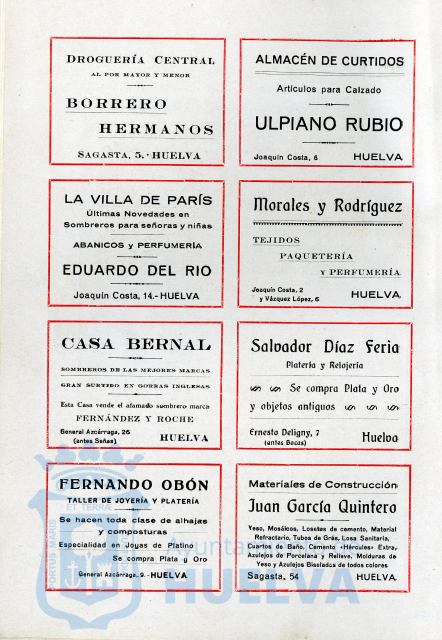 DROGUERÍA CENTRAL
AL POR MAYOR Y MENOR
BORRERO
HERMANOS
SAGASTA, 5.-HUELVA
ALMACÉN DE CURTIDOS
Artículos para Calzado
ULPIANO RUBIO
Joaquín Costa, 6 HUELVA
LA VILLA DE PARÍS
Últimas Novedades en
Sombreros para señoras y niñas
ABANICOS y PERFUMERÍA
EDUARDO DEL RIO
Joaquín Costa, 14.-HUELVA
Morales y Rodríguez
TEJIDOS
PAQUETERÍA
Y PERFUMERÍA
Joaquín Costa, 2
y Vázquez López, 6 HUELVA
CASA BERNAL
SOMBREROS DE LAS MEJORES MARCAS
GRAN SURTIDO EN GORRAS INGLESAS
Esta Casa vende el afamado sombrero marca
FERNÁNDEZ Y ROCHE
General Azcárraga, 26
(antes Señas) HUELVA
Salvador Díaz Feria
Platería y Relojería
Se compra Plata y Oro
y objetos antiguos
Ernesto Deligny, 7
(antes Bocas) Huelva
FERNANDO OBÓN
TALLER DE JOYERÍA Y PLATERÍA
Se hacen toda clase de alhajas
y composturas
Especialidad en Joyas de Platino
Se compra Plata y Oro
General Azcárraga, 9.-HUELVA
Materiales de Construcción
Juan García Quintero
Yeso, Mosáicos, Losetas de cemento, Material
Refractario, Tubos de Grás, Losa Sanitaria,
Cuartos de Baño, Cemento «Hércules» Extra,
Azulejos de Porcelana y Relieve, Molduras de
Yeso y Azulejos Biselados de todos colores
Sagasta, 54 HUELVA
PORTUS MARIS
ET TERRAE
HUELVA